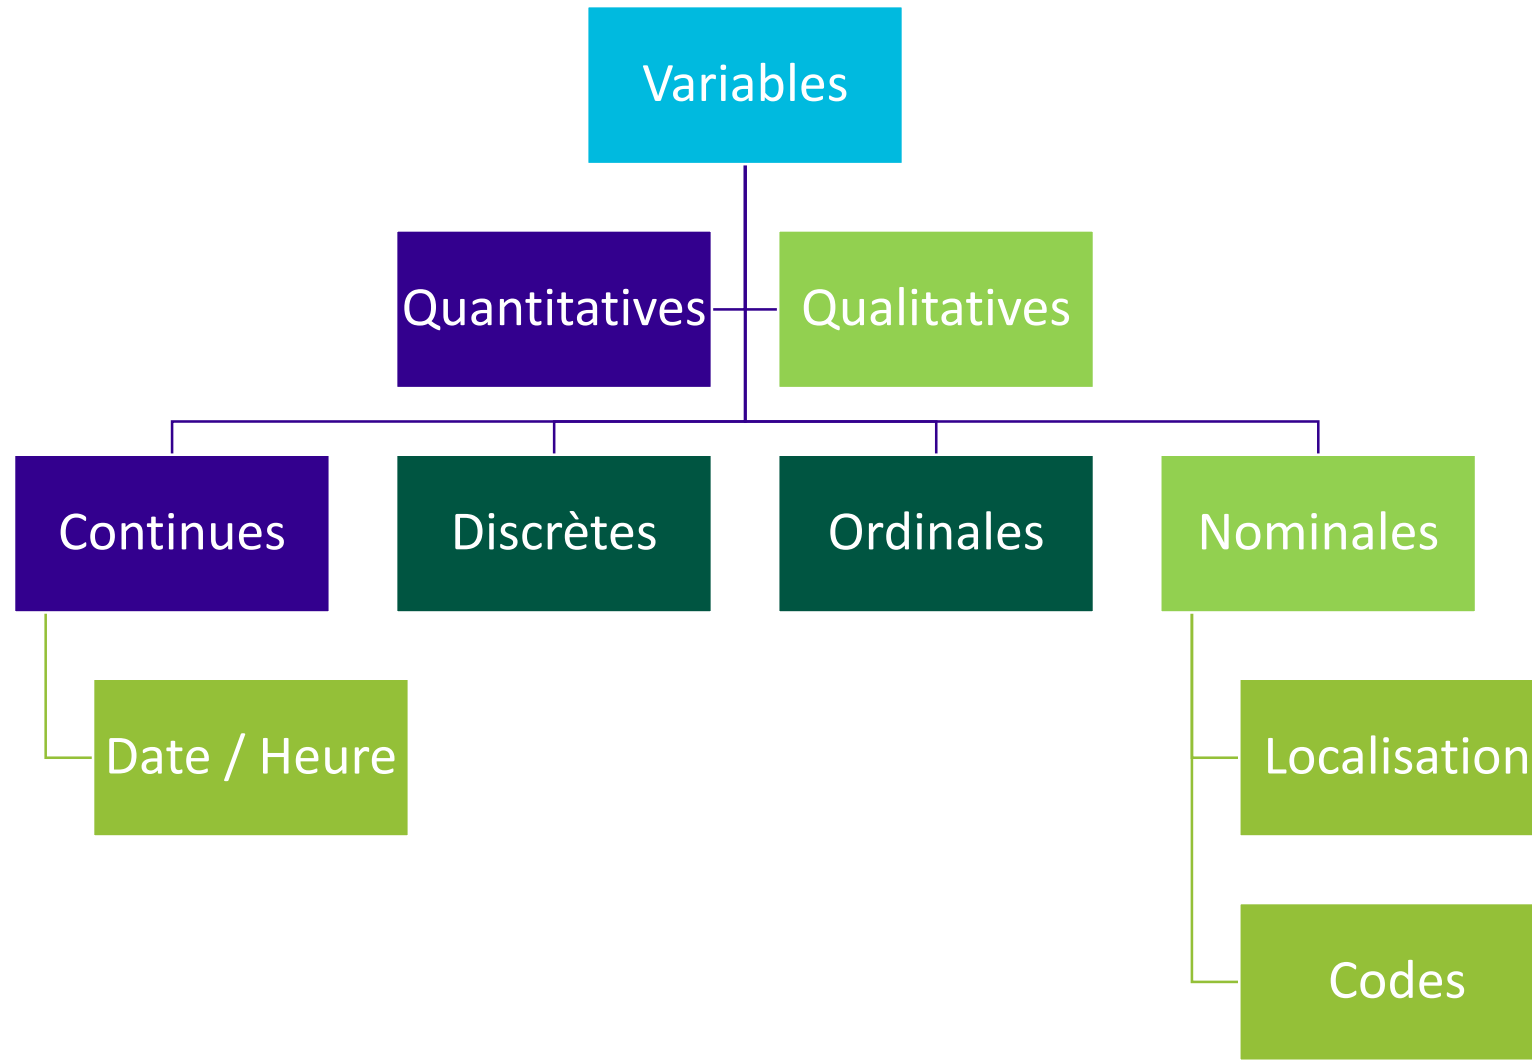 Variables
Quantitatives
Qualitatives
Continues
Discrètes
Ordinales
Nominales
Date / Heure
Localisation
Codes